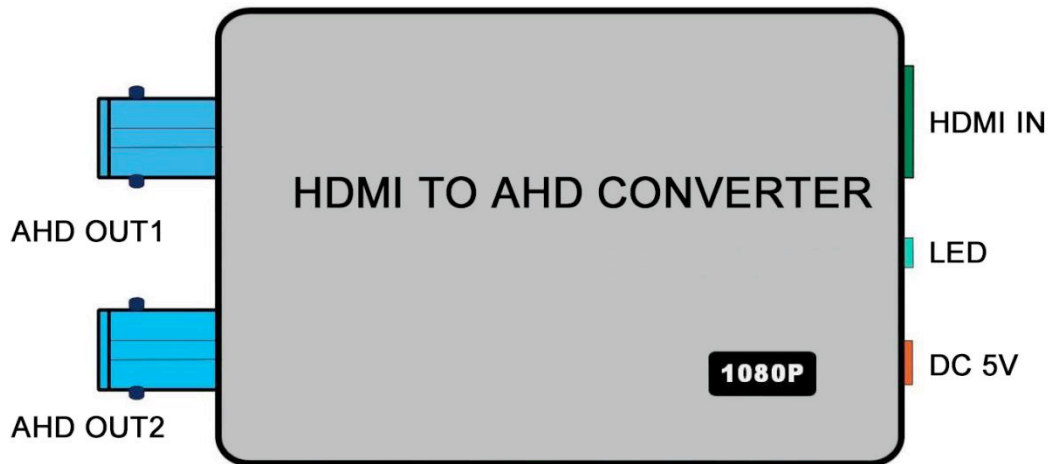 HDMI IN
HDMI TO AHD CONVERTER
AHD OUT1
LED
1080P
DC 5V
AHD OUT2